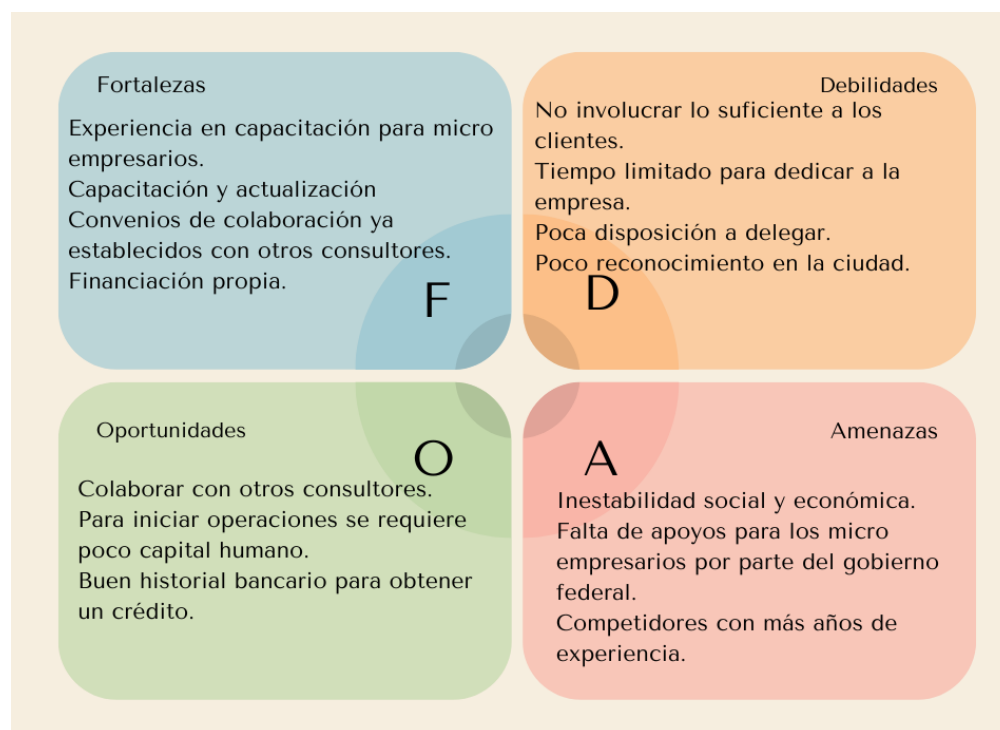 Fortalezas
Experiencia en capacitación para micro
empresarios.
Capacitación y actualización
Convenios de colaboración ya
establecidos con otros consultores.
Financiación propia.
F
Debilidades
No involucrar lo suficiente a los
clientes.
Tiempo limitado para dedicar a la
empresa.
Poca disposición a delegar.
Poco reconocimiento en la ciudad.
D
Oportunidades
O
Colaborar con otros consultores.
Para iniciar operaciones se requiere
poco capital humano.
Buen historial bancario para obtener
un crédito.
Amenazas
A
Inestabilidad social y económica.
Falta de apoyos para los micro
empresarios por parte del gobierno
federal.
Competidores con más años de
experiencia.